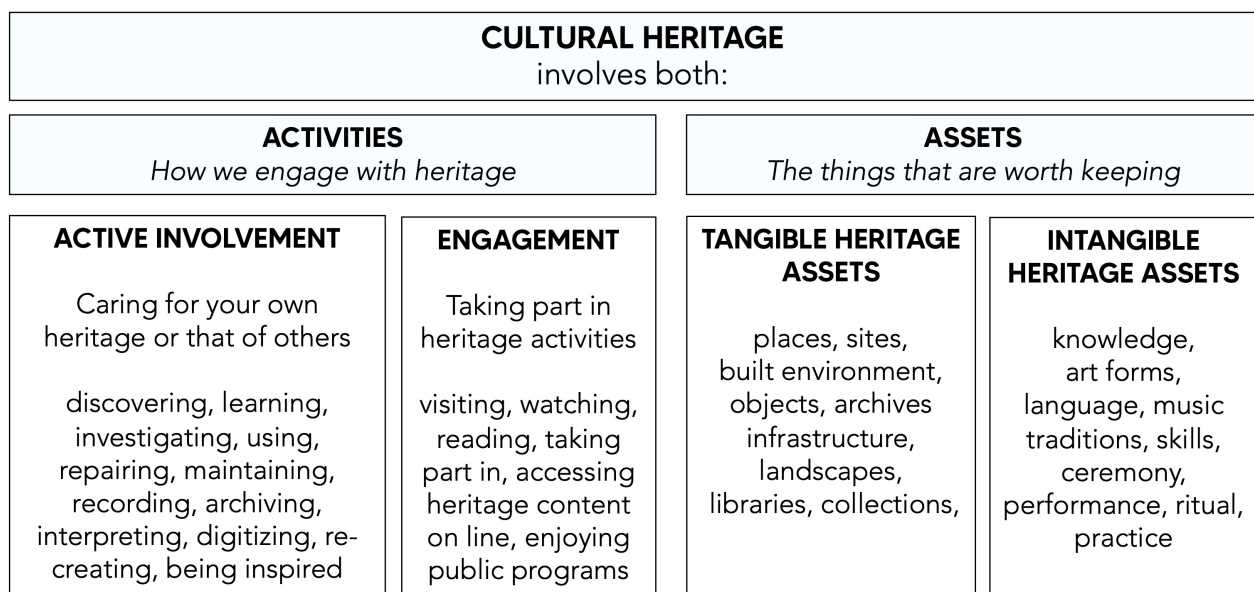 CULTURAL HERITAGE
involves both:
ACTIVITIES
How we engage with heritage
ASSETS
The things that are worth keeping
ACTIVE INVOLVEMENT
Caring for your own
heritage or that of others
discovering, learning,
investigating, using,
repairing, maintaining,
recording, archiving,
interpreting, digitizing, re-
creating, being inspired
ENGAGEMENT
Taking part in
heritage activities
visiting, watching,
reading, taking
part in, accessing
heritage content
on line, enjoying
public programs
TANGIBLE HERITAGE
ASSETS
places, sites,
built environment,
objects, archives
infrastructure,
landscapes,
libraries, collections,
INTANGIBLE
HERITAGE ASSETS
knowledge,
art forms,
language, music
traditions, skills,
ceremony,
performance, ritual,
practice